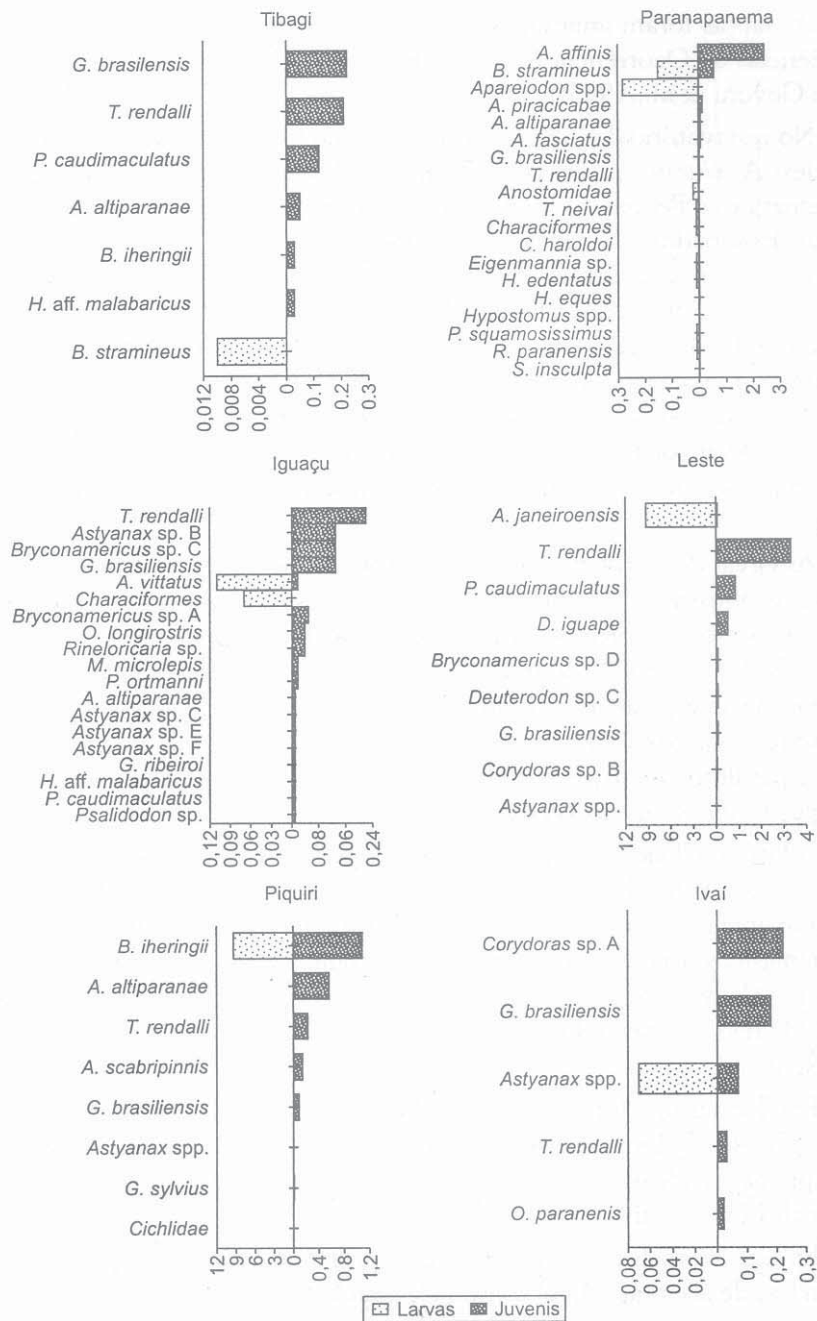 Tibagi
G. brasilensis
T. rendalli
P. caudimaculatus
A. altiparanae
B. iheringii
H. aff. malabaricus
B. stramineus
0,012 0,008 0,004 0 0,1 0,2 0,3
Paranapanema
A. affinis
B. stramineus
Apareiodon spp.
A. piracicabae
A. altiparanae
A. fasciatus
G. brasiliensis
T. rendalli
Anostomidae
T. neivai
Characiformes
C. haroldoi
Eigenmannia sp.
H. edentatus
H. eques
Hypostomus spp.
P. squamosissimus
R. paranensis
S. insculpta
0,3 0,1 0 1 3
Iguaçu
T. rendalli
Astyanax sp. B
Bryconamericus sp. C
G. brasiliensis
A. vittatus
Characiformes
Bryconamericus sp. A
O. longirostris
Rineloricaria sp.
M. microlepis
P. ortmanni
A. altiparanae
Astyanax sp. C
Astyanax sp. E
Astyanax sp. F
G. ribeiroi
H. aff. malabaricus
P. caudimaculatus
Psalidodon sp.
0,12 0,09 0,06 0,03 0 0,08 0,06 0,24
Leste
A. janeiroensis
T. rendalli
P. caudimaculatus
D. iguape
Bryconamericus sp. D
Deuterodon sp. C
G. brasiliensis
Corydoras sp. B
Astyanax spp.
12 9 6 3 0 1 2 3 4
Piquiri
B. iheringii
A. altiparanae
T. rendalli
A. scabripinnis
G. brasiliensis
Astyanax spp.
G. sylvius
Cichlidae
12 9 6 3 0 0,4 0,8 1,2
Ivaí
Corydoras sp. A
G. brasiliensis
Astyanax spp.
T. rendalli
O. paranenis
0,08 0,06 0,04 0,02 0 0,1 0,2 0,3
Larvas Juvenis